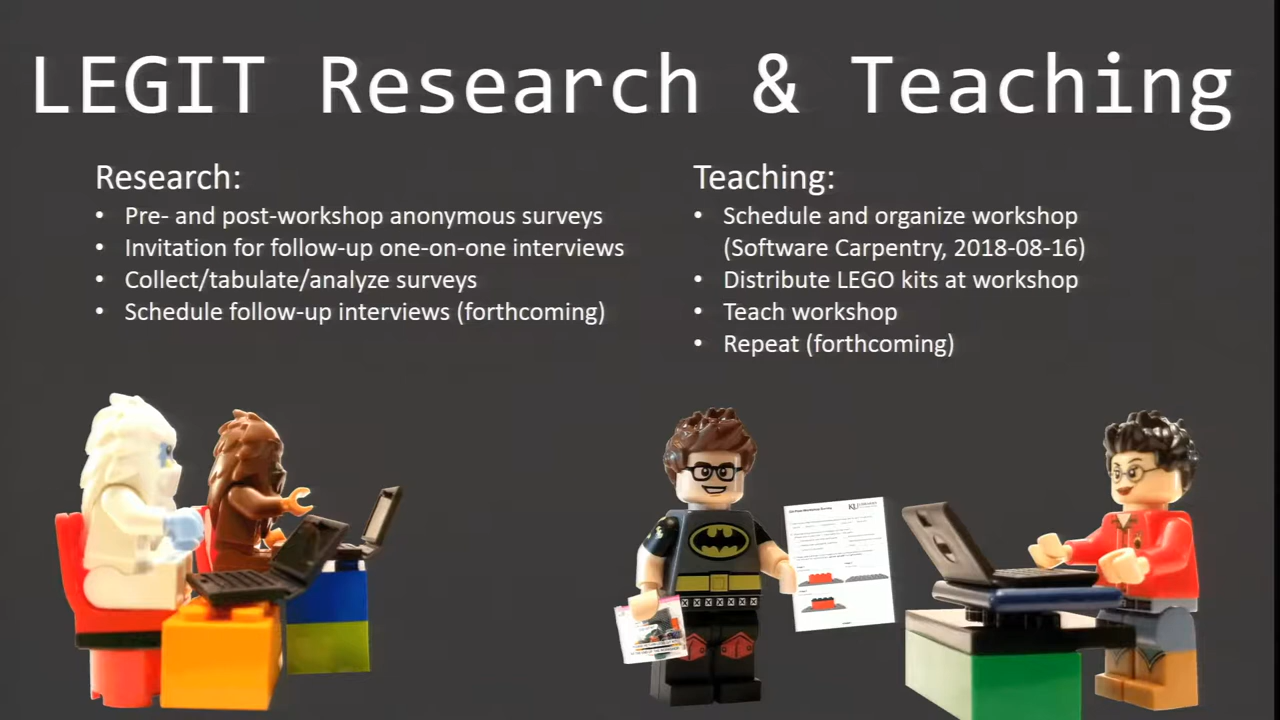 LEGIT Research & Teaching
Research:
• Pre- and post-workshop anonymous surveys
• Invitation for follow-up one-on-one interviews
• Collect/tabulate/analyze surveys
• Schedule follow-up interviews (forthcoming)
Teaching:
• Schedule and organize workshop
(Software Carpentry, 2018-08-16)
• Distribute LEGO kits at workshop
• Teach workshop
• Repeat (forthcoming)
KU